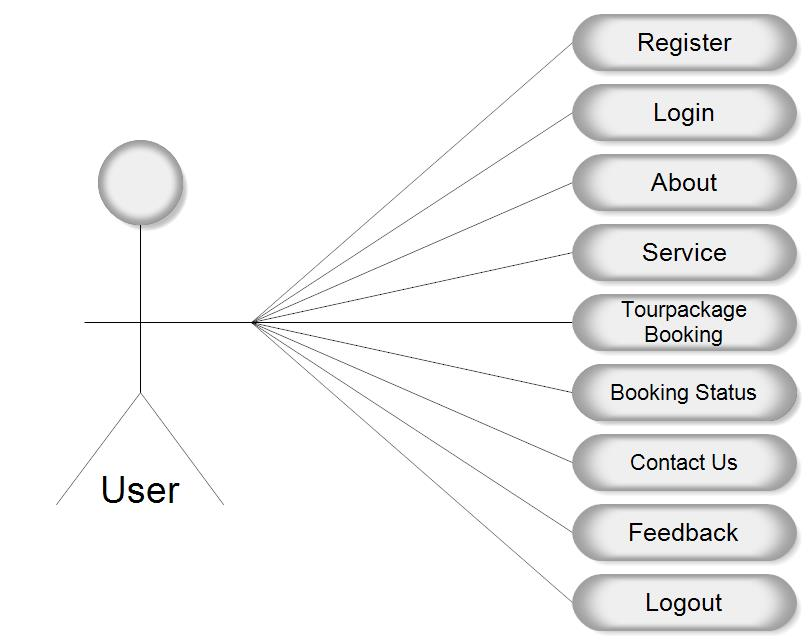 Register
Login
About
Service
Tourpackage
Booking
Booking Status
Contact Us
Feedback
Logout
User